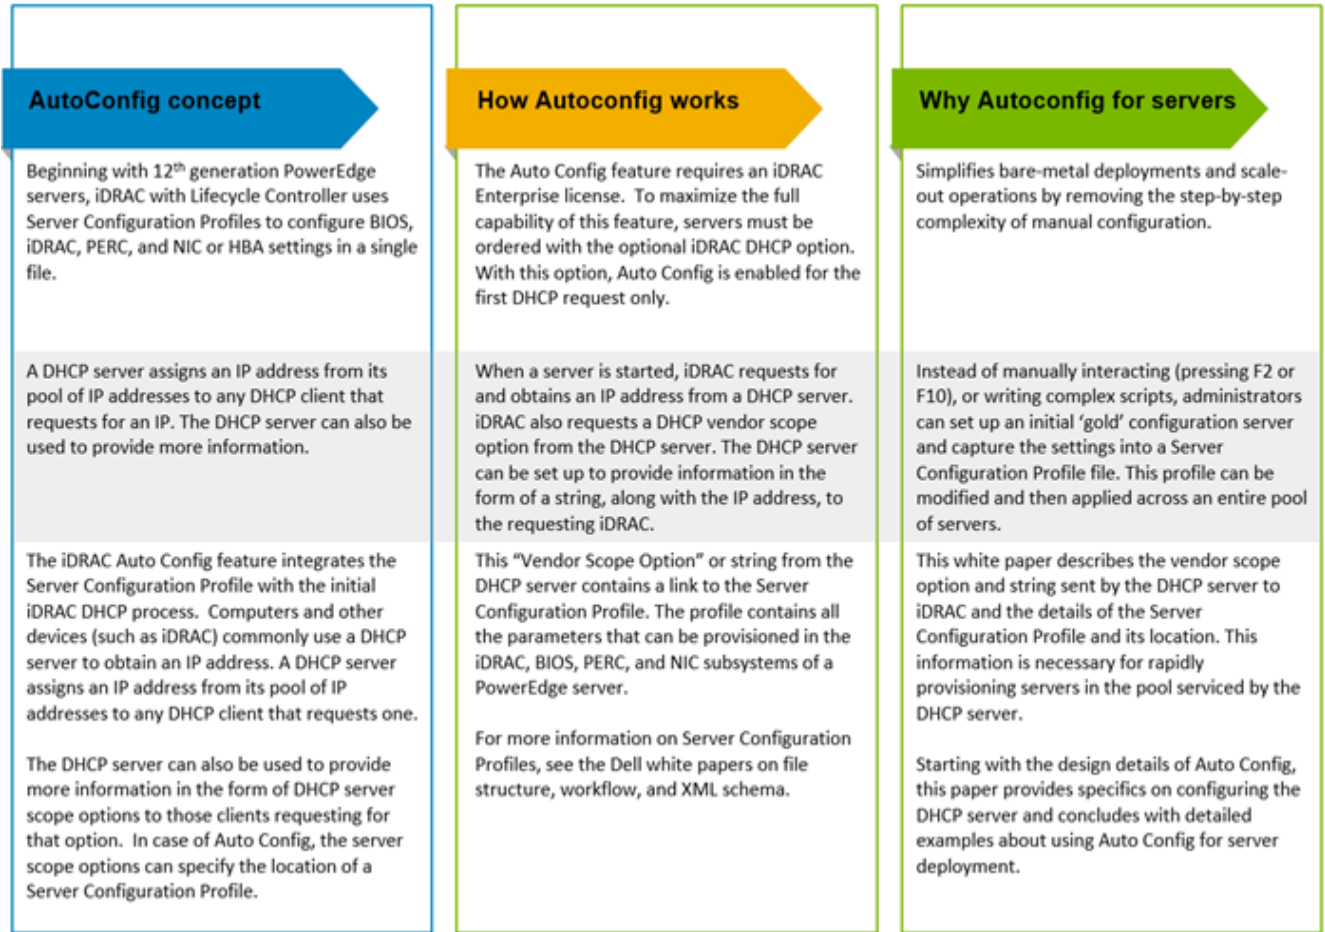 AutoConfig concept
Beginning with 12th generation PowerEdge
servers, iDRAC with Lifecycle Controller uses
Server Configuration Profiles to configure BIOS,
iDRAC, PERC, and NIC or HBA settings in a single
file.
A DHCP server assigns an IP address from its
pool of IP addresses to any DHCP client that
requests for an IP. The DHCP server can also be
used to provide more information.
The iDRAC Auto Config feature integrates the
Server Configuration Profile with the initial
iDRAC DHCP process.  Computers and other
devices (such as iDRAC) commonly use a DHCP
server to obtain an IP address. A DHCP server
assigns an IP address from its pool of IP
addresses to any DHCP client that requests one.
The DHCP server can also be used to provide
more information in the form of DHCP server
scope options to those clients requesting for
that option.  In case of Auto Config, the server
scope options can specify the location of a
Server Configuration Profile.
How Autoconfig works
The Auto Config feature requires an iDRAC
Enterprise license.  To maximize the full
capability of this feature, servers must be
ordered with the optional iDRAC DHCP option.
With this option, Auto Config is enabled for the
first DHCP request only.
When a server is started, iDRAC requests for
and obtains an IP address from a DHCP server.
iDRAC also requests a DHCP vendor scope
option from the DHCP server. The DHCP server
can be set up to provide information in the
form of a string, along with the IP address, to
the requesting iDRAC.
This “Vendor Scope Option” or string from the
DHCP server contains a link to the Server
Configuration Profile. The profile contains all
the parameters that can be provisioned in the
iDRAC, BIOS, PERC, and NIC subsystems of a
PowerEdge server.
For more information on Server Configuration
Profiles, see the Dell white papers on file
structure, workflow, and XML schema.
Why Autoconfig for servers
Simplifies bare-metal deployments and scale-
out operations by removing the step-by-step
complexity of manual configuration.
Instead of manually interacting (pressing F2 or
F10), or writing complex scripts, administrators
can set up an initial ‘gold’ configuration server
and capture the settings into a Server
Configuration Profile file. This profile can be
modified and then applied across an entire pool
of servers.
This white paper describes the vendor scope
option and string sent by the DHCP server to
iDRAC and the details of the Server
Configuration Profile and its location. This
information is necessary for rapidly
provisioning servers in the pool serviced by the
DHCP server.
Starting with the design details of Auto Config,
this paper provides specifics on configuring the
DHCP server and concludes with detailed
examples about using Auto Config for server
deployment.